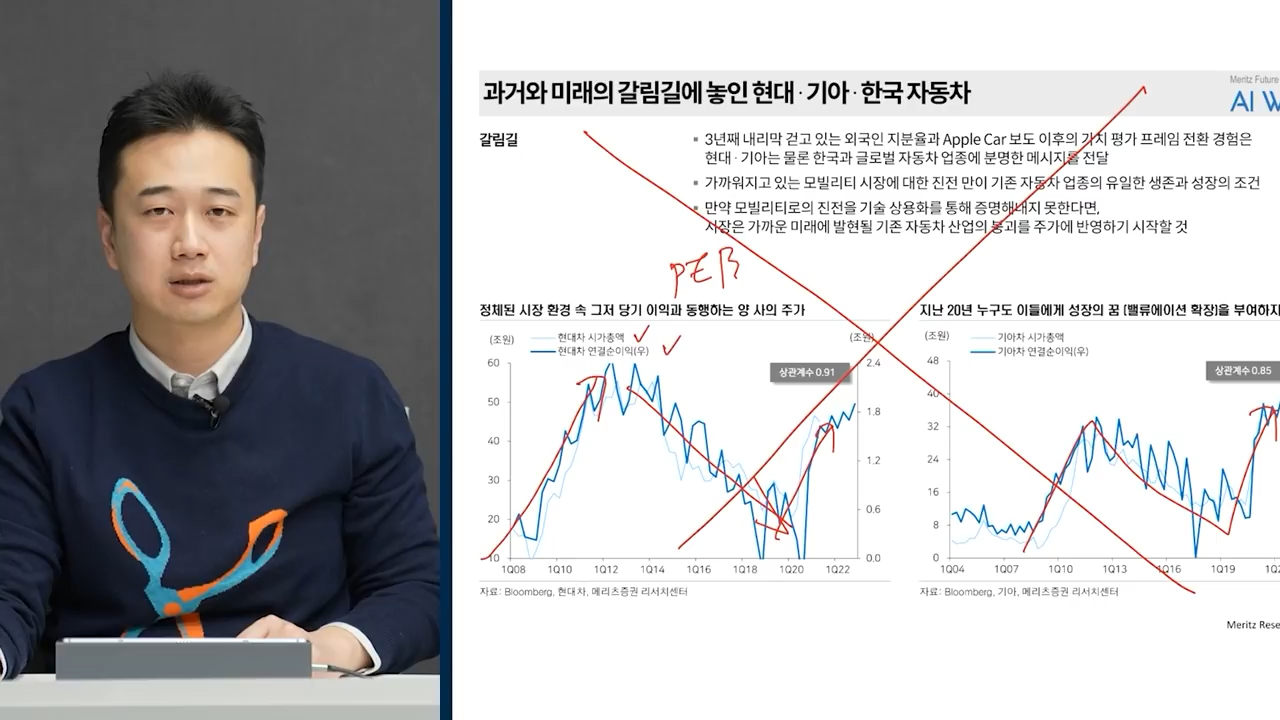 과거와 미래의 갈림길에 놓인 현대·기아·한국 자동차
Meritz Future
AI W
갈림길
▪ 3년째 내리막 걷고 있는 외국인 지분율과 Apple Car 보도 이후의 가치 평가 프레임 전환 경험은
현대·기아는 물론 한국과 글로벌 자동차 업종에 분명한 메시지를 전달
▪ 가까워지고 있는 모빌리티 시장에 대한 진전 만이 기존 자동차 업종의 유일한 생존과 성장의 조건
▪ 만약 모빌리티로의 진전을 기술 상용화를 통해 증명해내지 못한다면,
시장은 가까운 미래에 발현될 기존 자동차 산업의 붕괴를 주가에 반영하기 시작할 것
정체된 시장 환경 속 그저 당기 이익과 동행하는 양 사의 주가
(조원)
현대차 시가총액
현대차 연결순이익(우)
(조원)
상관계수 0.91
60
50
40
30
20
10
2.4
1.8
1.2
0.6
0.0
1Q08 1Q10 1Q12 1Q14 1Q16 1Q18 1Q20 1Q22
자료: Bloomberg, 현대차, 메리츠증권 리서치센터
지난 20년 누구도 이들에게 성장의 꿈 (밸류에이션 확장)을 부여하지
(조원)
기아차 시가총액
기아차 연결순이익(우)
상관계수 0.85
48
40
32
24
16
8
0
1Q04 1Q07 1Q10 1Q13 1Q16 1Q19
자료: Bloomberg, 기아, 메리츠증권 리서치센터
Meritz Rese